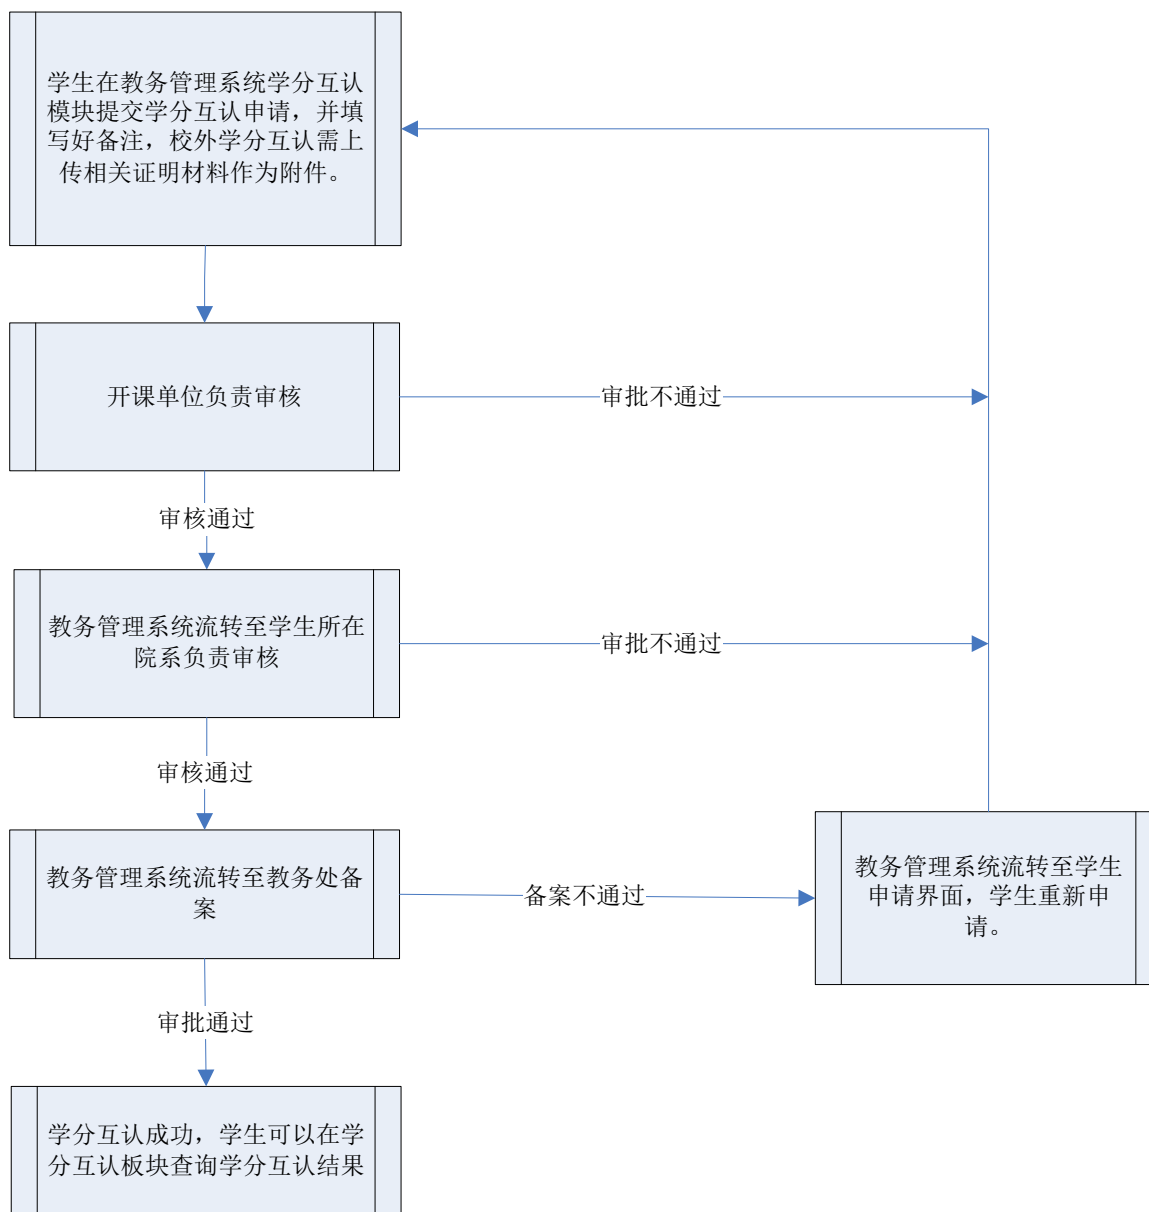 学生在教务管理系统学分互认
模块提交学分互认申请，并填
写好备注，校外学分互认需上
传相关证明材料作为附件。
开课单位负责审核
审批不通过
审核通过
教务管理系统流转至学生所在
院系负责审核
审批不通过
审核通过
教务管理系统流转至教务处备
案
备案不通过
教务管理系统流转至学生
申请界面，学生重新申
请。
审批通过
学分互认成功，学生可以在学
分互认板块查询学分互认结果